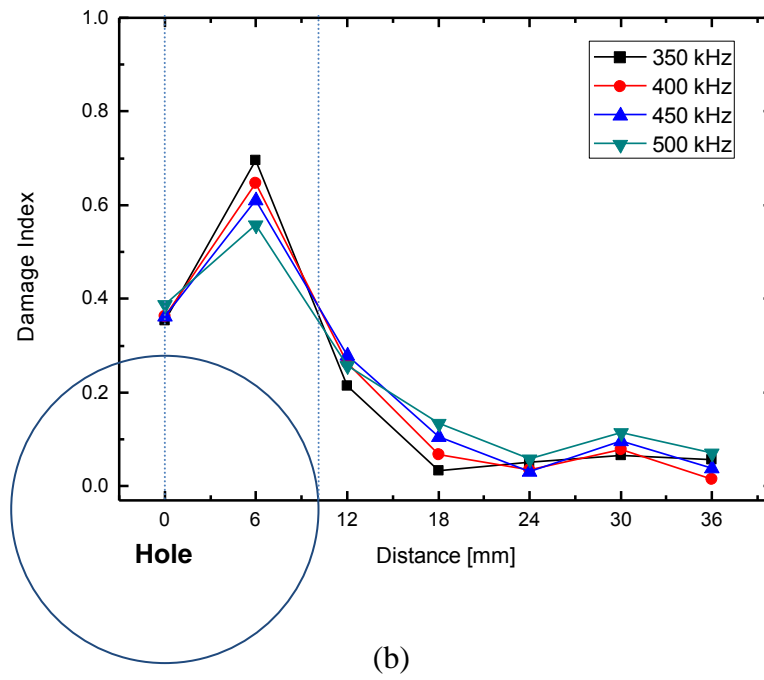 1.0
0.8
0.6
0.4
0.2
0.0
Damage Index
350 kHz
400 kHz
450 kHz
500 kHz
0 6 12 18 24 30 36
Hole
Distance [mm]
(b)